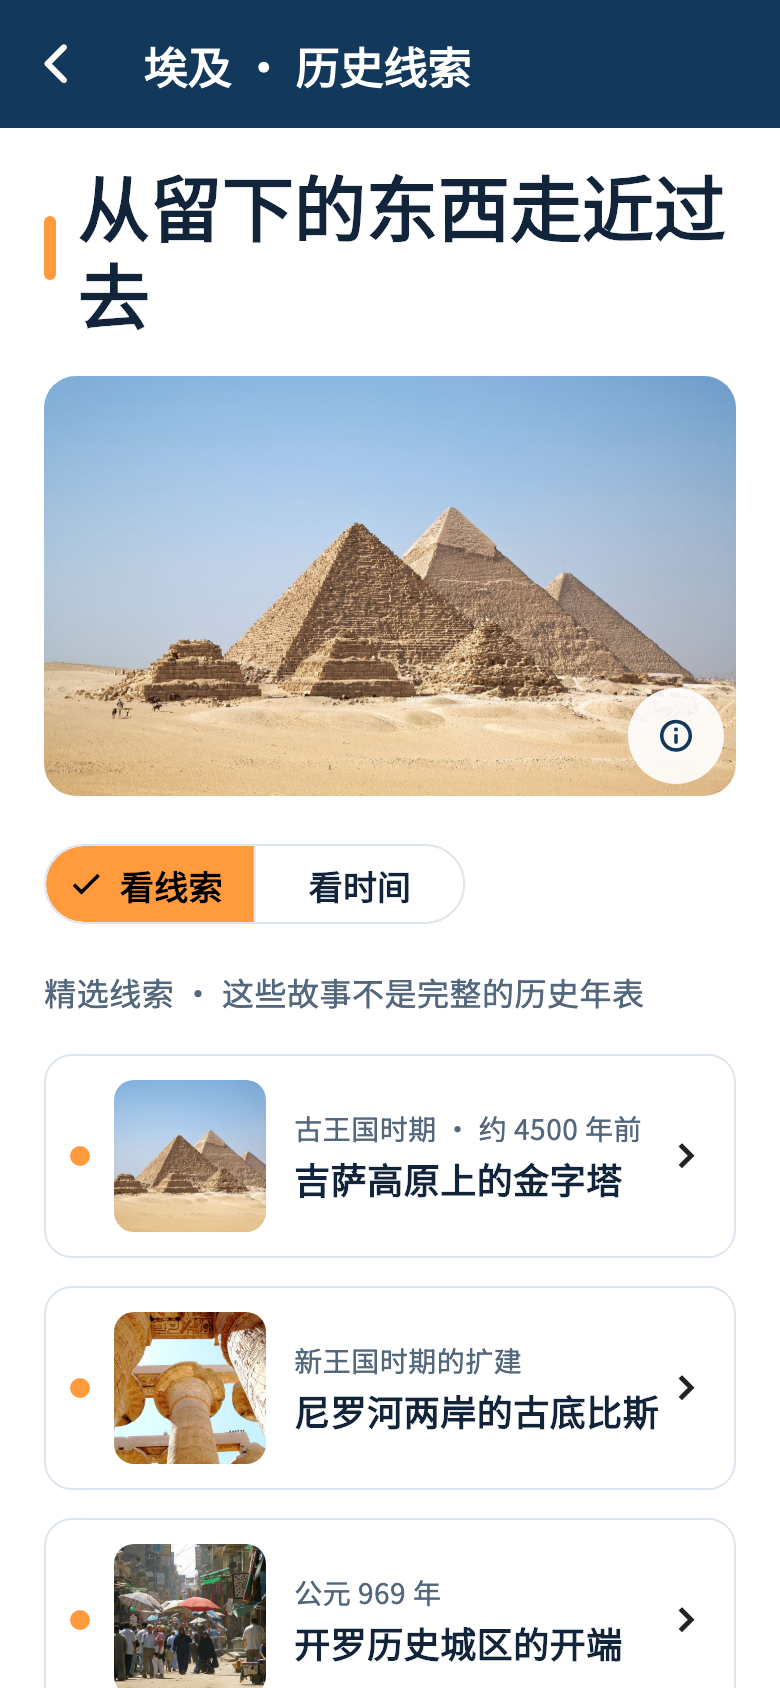 埃及 · 历史线索
从留下的东西走近过
去
看线索
看时间
精选线索 · 这些故事不是完整的历史年表
古王国时期 · 约 4500 年前
吉萨高原上的金字塔
新王国时期的扩建
尼罗河两岸的古底比斯
公元 969 年
开罗历史城区的开端